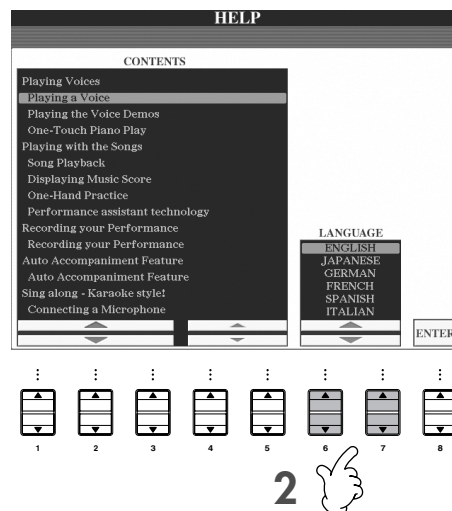 HELP
CONTENTS
Playing Voices
Playing a Voice
Playing the Voice Demos
One-Touch Piano Play
Playing with the Songs
Song Playback
Displaying Music Score
One-Hand Practice
Performance assistant technology
Recording your Performance
Recording your Performance
Auto Accompaniment Feature
Auto Accompaniment Feature
Sing along - Karaoke style!
Connecting a Microphone
LANGUAGE
ENGLISH
JAPANESE
GERMAN
FRENCH
SPANISH
ITALIAN
ENTER
1 2 3 4 5 6 7 8
2